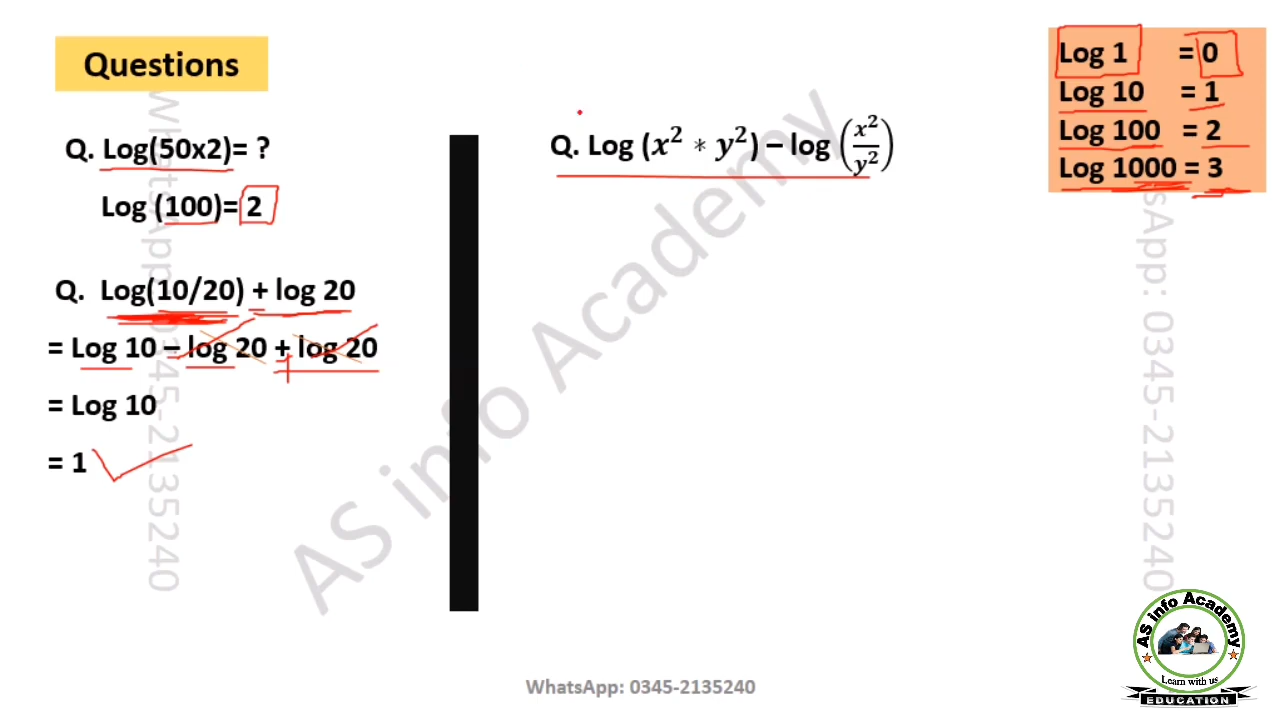 Questions
Q. Log(50x2)= ?
Log (100)= 2
Q. Log(10/20) + log 20
= Log 10 – log 20 + log 20
= Log 10
= 1
Q. Log (x² * y²) – log (x²/y²)
Log 1 = 0
Log 10 = 1
Log 100 = 2
Log 1000 = 3
WhatsApp: 0345-2135240
AS info Academy
sApp: 0345-2135240
AS info Academy
Learn with us
EDUCATION
WhatsApp: 0345-2135240